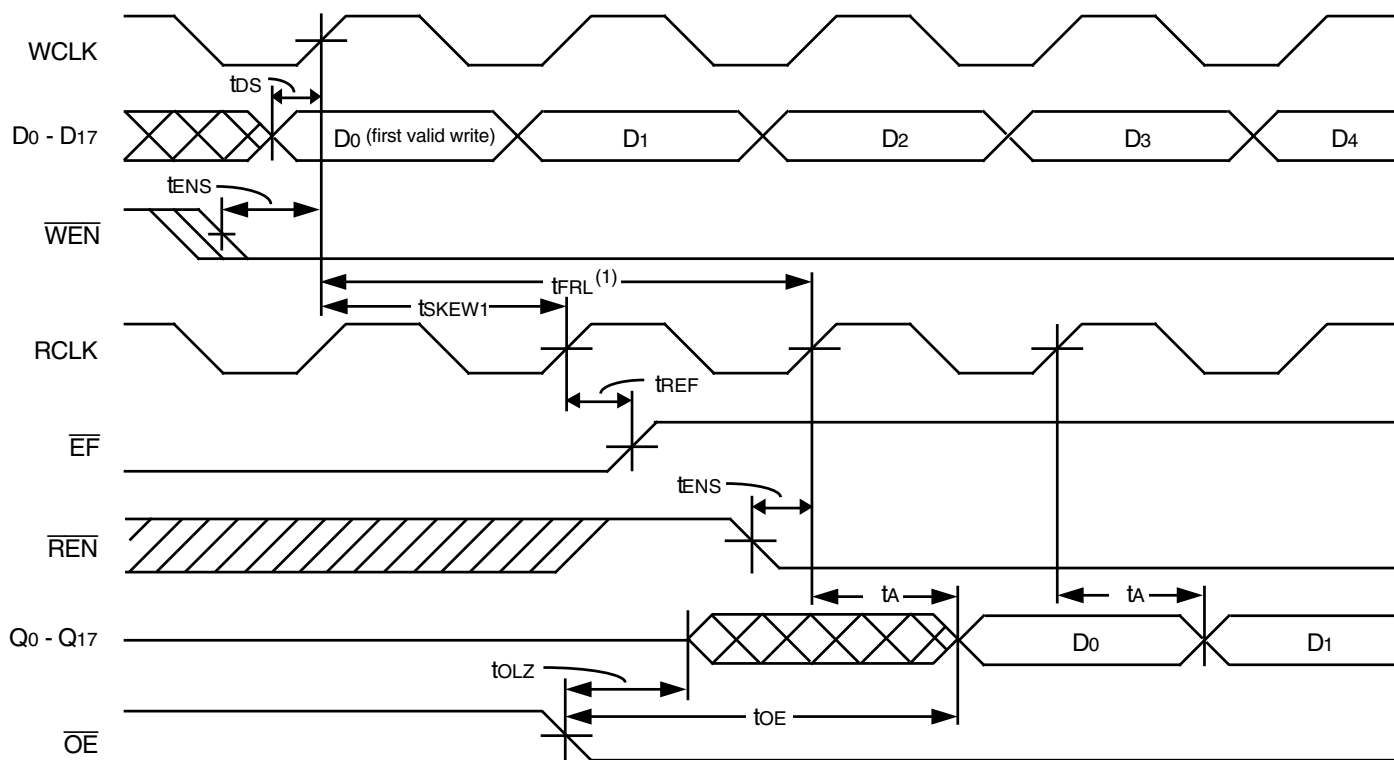 WCLK
tDS
D0 - D17
D0 (first valid write)
D1
D2
D3
D4
tENS
WEN
tFRL(1)
tSKEW1
RCLK
tREF
EF
tENS
REN
tA
tA
Q0 - Q17
D0
D1
tOLZ
tOE
OE